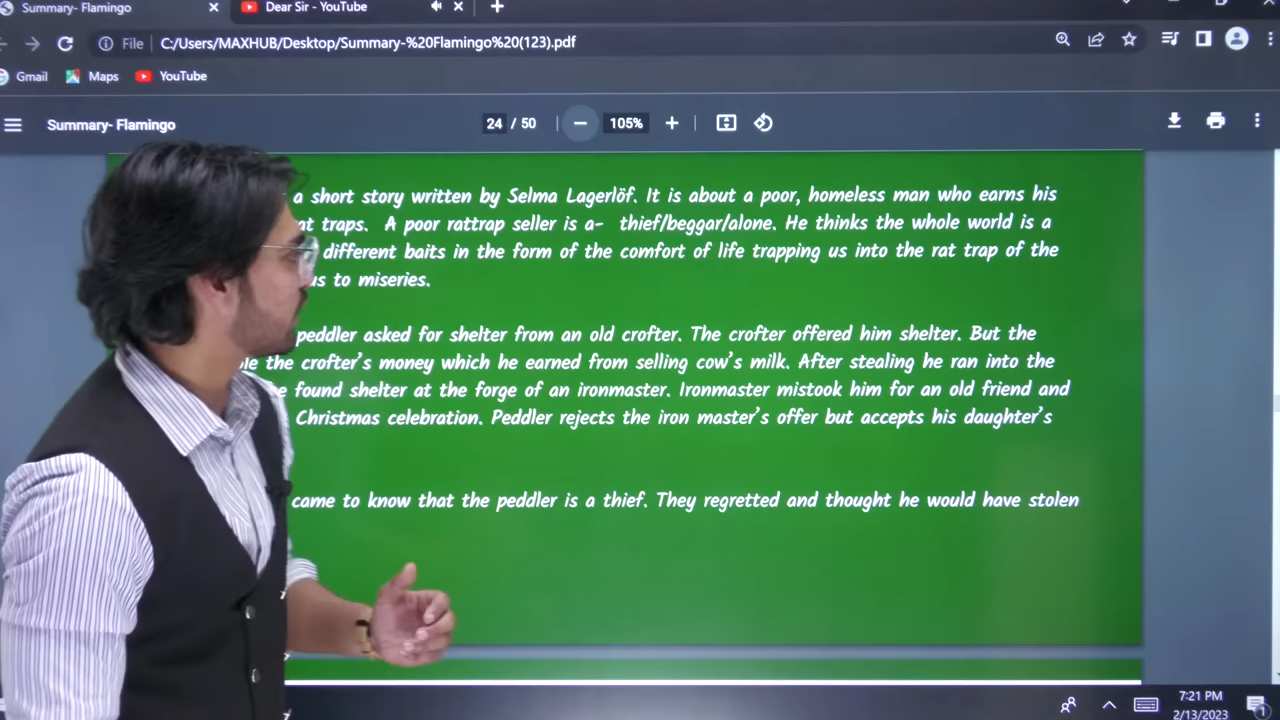 Summary- Flamingo
Dear Sir - YouTube
File
C:/Users/MAXHUB/Desktop/Summary-%20Flamingo%20(123).pdf
Gmail
Maps
YouTube
Summary- Flamingo
24 / 50
105%
a short story written by Selma Lagerlöf. It is about a poor, homeless man who earns his
traps. A poor rattrap seller is a- thief/beggar/alone. He thinks the whole world is a
different baits in the form of the comfort of life trapping us into the rat trap of the
us to miseries.
peddler asked for shelter from an old crofter. The crofter offered him shelter. But the
the crofter's money which he earned from selling cow's milk. After stealing he ran into the
found shelter at the forge of an ironmaster. Ironmaster mistook him for an old friend and
Christmas celebration. Peddler rejects the iron master's offer but accepts his daughter's
came to know that the peddler is a thief. They regretted and thought he would have stolen
7:21 PM
2/13/2023
1